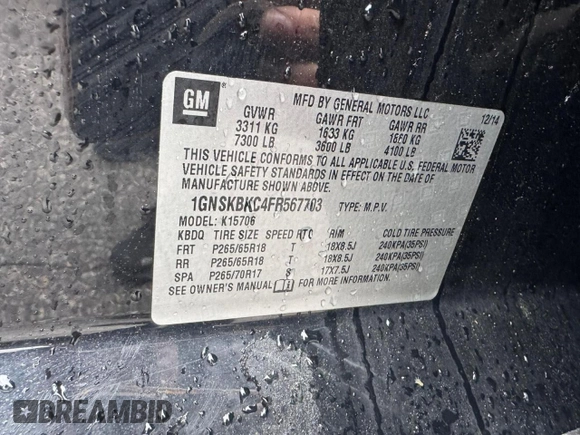 GM
MFD BY GENERAL MOTORS LLC
12/14
GVWR GAWR FRT GAWR RR
3311 KG 1633 KG 1860 KG
7300 LB 3600 LB 4100 LB
THIS VEHICLE CONFORMS TO ALL APPLICABLE U.S. FEDERAL MOTOR
VEHICLE SAFETY STANDARDS IN EFFECT ON THE DATE OF
MANUFACTURE SHOWN ABOVE.
1GNSKBKC4FR567703 TYPE: M.P.V.
MODEL: K15706
KBDQ TIRE SIZE SPEED RTG RIM COLD TIRE PRESSURE
FRT P265/65R18 T 18X8.5J 240KPA(35PSI)
RR P265/65R18 T 18X8.5J 240KPA(35PSI)
SPA P265/70R17 S 17X7.5J 240KPA(35PSI)
SEE OWNER'S MANUAL FOR MORE INFORMATION.
DREAMBID